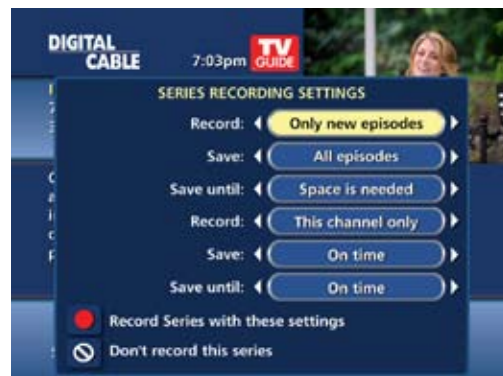 DIGITAL
CABLE
7:03pm
TV
GUIDE
SERIES RECORDING SETTINGS
Record: Only new episodes
Save: All episodes
Save until: Space is needed
Record: This channel only
Save: On time
Save until: On time
Record Series with these settings
Don't record this series